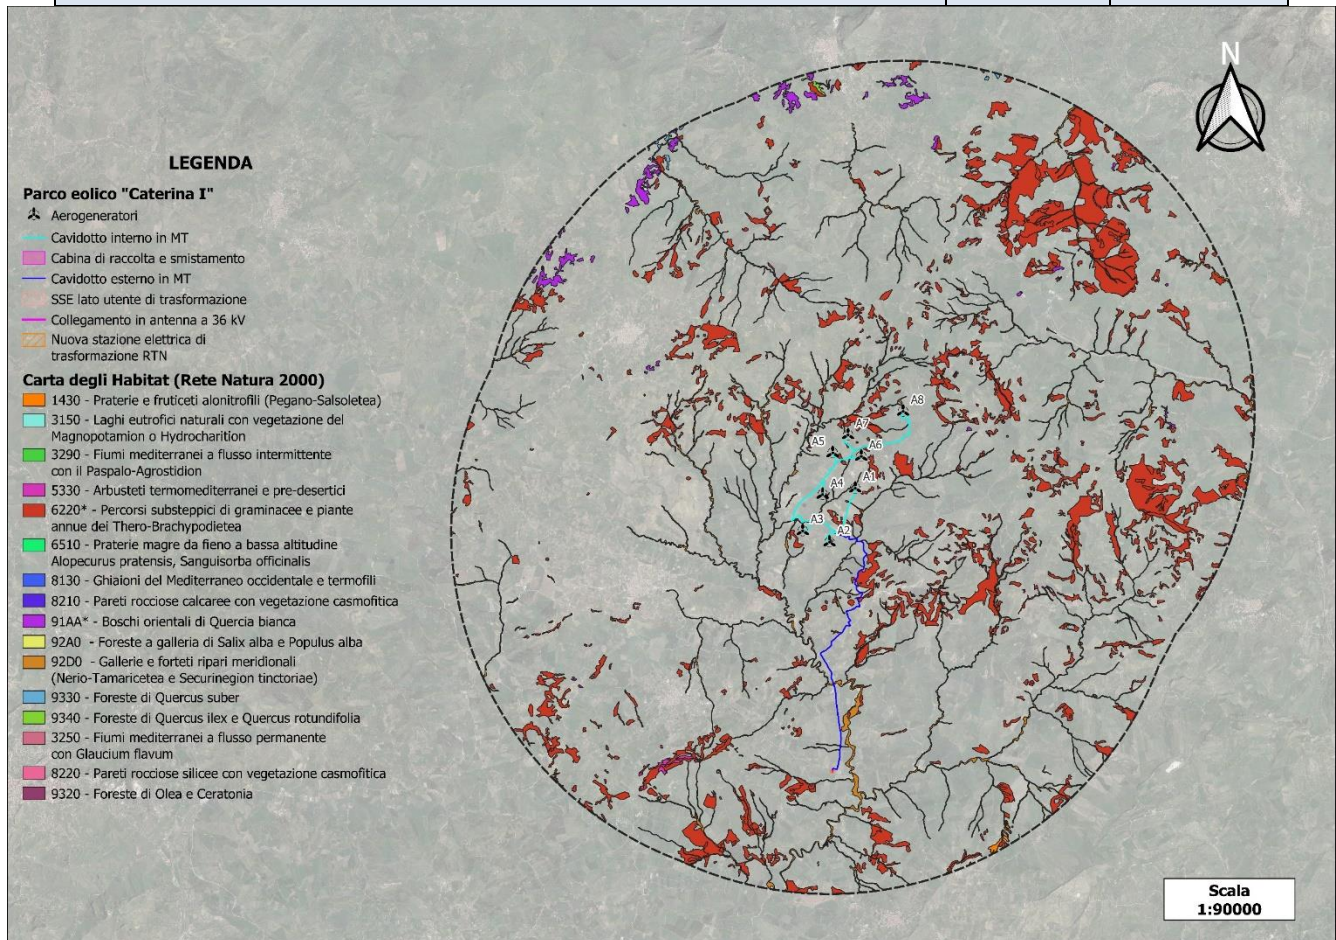 N
LEGENDA
Parco eolico "Caterina I"
Aerogeneratori
Cavidotto interno in MT
Cabina di raccolta e smistamento
Cavidotto esterno in MT
SSE lato utente di trasformazione
Collegamento in antenna a 36 kV
Nuova stazione elettrica di
trasformazione RTN
Carta degli Habitat (Rete Natura 2000)
1430 - Praterie e fruticeti alonitrofili (Pegano-Salsoletea)
3150 - Laghi eutrofici naturali con vegetazione del
Magnopotamion o Hydrocharition
3290 - Fiumi mediterranei a flusso intermittente
con il Paspalo-Agrostidion
5330 - Arbusteti termomediterranei e pre-desertici
6220* - Percorsi substeppici di graminacee e piante
annue dei Thero-Brachypodietea
6510 - Praterie magre da fieno a bassa altitudine
Alopecurus pratensis, Sanguisorba officinalis
8130 - Ghiaioni del Mediterraneo occidentale e termofili
8210 - Pareti rocciose calcaree con vegetazione casmofitica
91AA* - Boschi orientali di Quercia bianca
92A0 - Foreste a galleria di Salix alba e Populus alba
92D0 - Gallerie e forteti ripari meridionali
(Nerio-Tamaricetea e Securinegion tinctoriae)
9330 - Foreste di Quercus suber
9340 - Foreste di Quercus ilex e Quercus rotundifolia
3250 - Fiumi mediterranei a flusso permanente
con Glaucium flavum
8220 - Pareti rocciose silicee con vegetazione casmofitica
9320 - Foreste di Olea e Ceratonia
A8
A7
A5
A6
A1
A4
A3
A2
Scala
1:90000